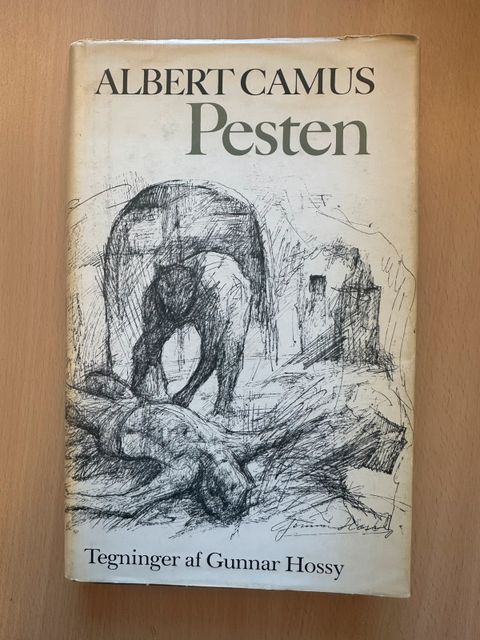 ALBERT CAMUS
Pesten
Tegninger af Gunnar Hossy